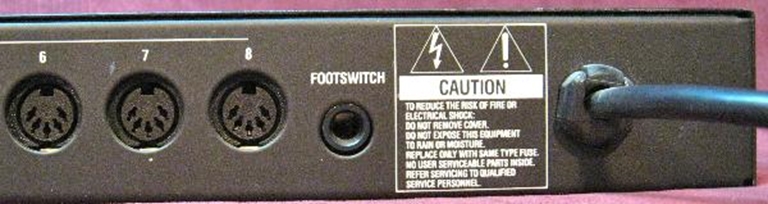 6 7 8
FOOTSWITCH
CAUTION
TO REDUCE THE RISK OF FIRE OR
ELECTRICAL SHOCK:
DO NOT REMOVE COVER.
DO NOT EXPOSE THIS EQUIPMENT
TO RAIN OR MOISTURE.
REPLACE ONLY WITH SAME TYPE FUSE.
NO USER SERVICEABLE PARTS INSIDE.
REFER SERVICING TO QUALIFIED
SERVICE PERSONNEL.